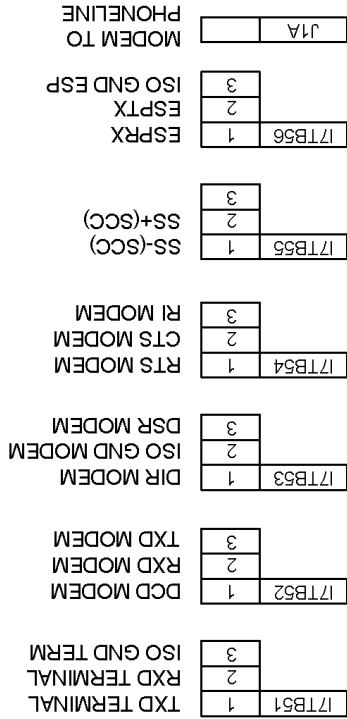 I7TB51 1 TXD TERMINAL
2 RXD TERMINAL
3 ISO GND TERM
I7TB52 1 DCD MODEM
2 RXD MODEM
3 TXD MODEM
I7TB53 1 DIR MODEM
2 ISO GND MODEM
3 DSR MODEM
I7TB54 1 RTS MODEM
2 CTS MODEM
3 RI MODEM
I7TB55 1 SS-(SCC)
2 SS+(SCC)
3
I7TB56 1 ESPRX
2 ESPTX
3 ISO GND ESP
J1A MODEM TO
PHONELINE